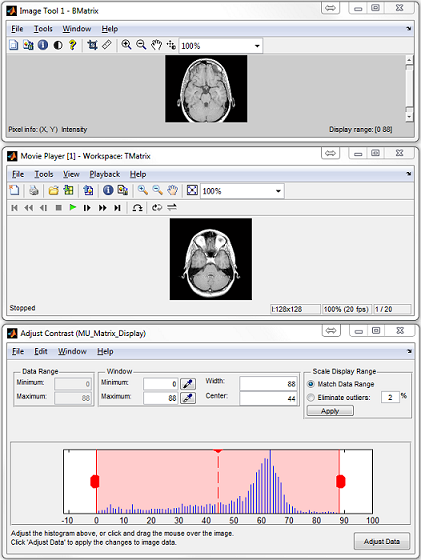 Image Tool 1 - BMatrix
File Tools Window Help
100%
Pixel info: (X, Y) Intensity
Display range: [0 88]
Movie Player [1] - Workspace: TMatrix
File Tools View Playback Help
100%
Stopped
I:128x128
100% (20 fps)
1 / 20
Adjust Contrast (MU_Matrix_Display)
File Edit Window Help
Data Range
Minimum: 0
Maximum: 88
Window
Minimum: 0
Maximum: 88
Width: 88
Center: 44
Scale Display Range
Match Data Range
Eliminate outliers: 2 %
Apply
-10 0 10 20 30 40 50 60 70 80 90 100
Adjust the histogram above, or click and drag the mouse over the image.
Click 'Adjust Data' to apply the changes to image data.
Adjust Data